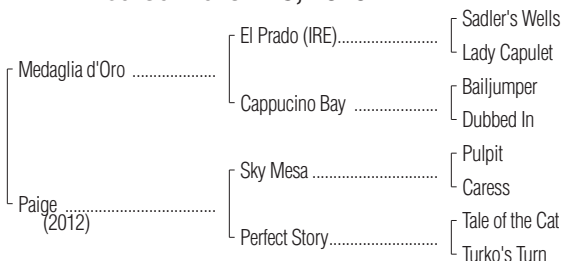 Sadler's Wells
El Prado (IRE)
Lady Capulet
Medaglia d'Oro
Bailjumper
Cappucino Bay
Dubbed In
Pulpit
Sky Mesa
Caress
Paige
(2012)
Tale of the Cat
Perfect Story
Turko's Turn